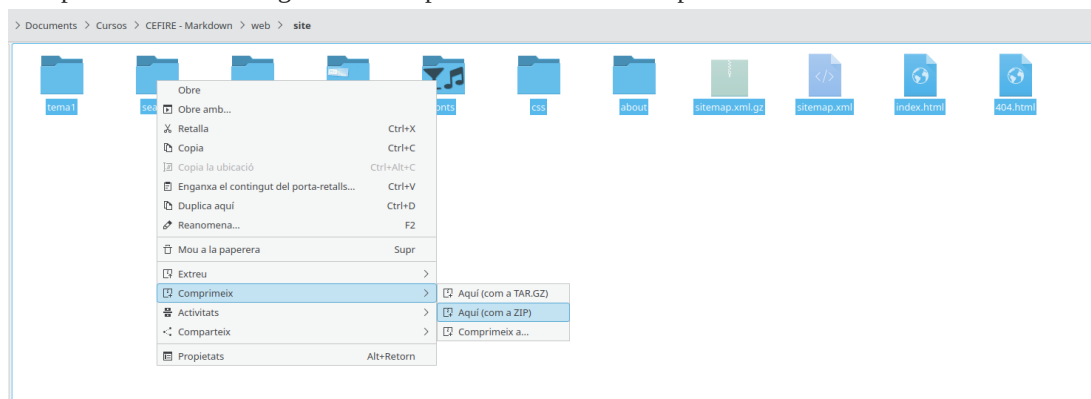 > Documents > Cursos > CEFIRE - Markdown > web > site
tema1
css
about
sitemap.xml.gz
sitemap.xml
index.html
404.html
Obre
Obre amb...
Retalla Ctrl+X
Copia Ctrl+C
Copia la ubicació Ctrl+Alt+C
Enganxa el contingut del porta-retalls... Ctrl+V
Duplica aquí Ctrl+D
Reanomena... F2
Mou a la paperera Supr
Extreu >
Comprimeix >
Aquí (com a TAR.GZ)
Activitats >
Aquí (com a ZIP)
Comparteix >
Comprimeix a...
Propietats Alt+Retorn